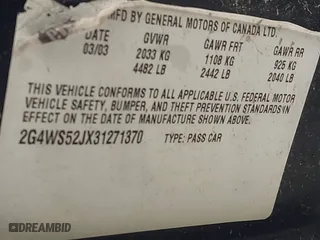 MFD BY GENERAL MOTORS OF CANADA LTD.
DATE GVWR GAWR FRT GAWR RR
03/03 2033 KG 1108 KG 925 KG
4482 LB 2442 LB 2040 LB
THIS VEHICLE CONFORMS TO ALL APPLICABLE U.S. FEDERAL MOTOR
VEHICLE SAFETY, BUMPER, AND THEFT PREVENTION STANDARDS IN
EFFECT ON THE DATE OF MANUFACTURE SHOWN ABOVE.
2G4WS52JX31271370 TYPE: PASS CAR
DREAMBID